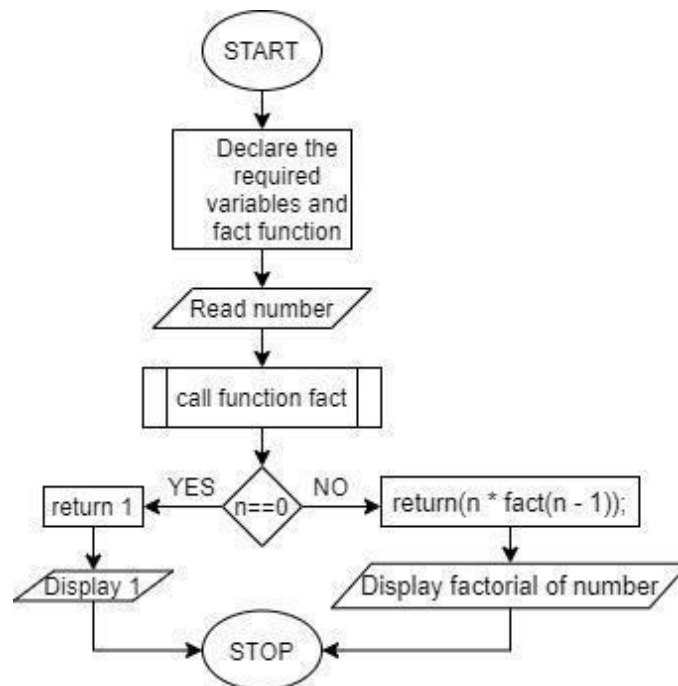 START
Declare the
required
variables and
fact function
Read number
call function fact
YES
n==0
NO
return 1
return(n * fact(n - 1));
Display 1
Display factorial of number
STOP